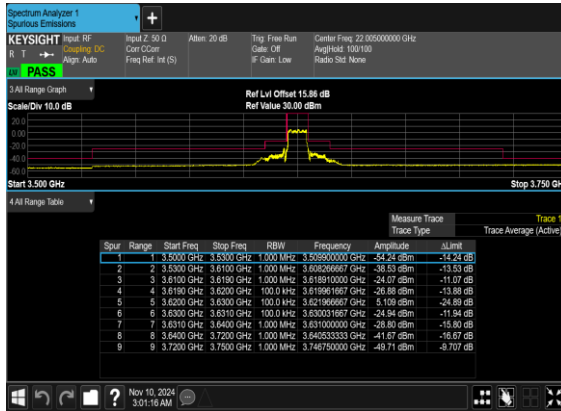 Spectrum Analyzer 1
Spurious Emissions
KEYSIGHT Input: RF Input Z: 50 Ω Atten: 20 dB Trig: Free Run Center Freq: 22.005000000 GHz
R T Coupling: DC Corr CCorr Gate: Off Avg|Hold: 100/100
Align: Auto Freq Ref: Int (S) IF Gain: Low Radio Std: None
PASS
3 All Range Graph
Ref Lvl Offset 15.86 dB
Scale/Div 10.0 dB Ref Value 30.00 dBm
20.0
0.00
-20.0
-40.0
-60.0
Start 3.500 GHz Stop 3.750 GH
4 All Range Table
Measure Trace Trace 1
Trace Type Trace Average (Active)
Spur Range Start Freq Stop Freq RBW Frequency Amplitude ΔLimit
1 1 3.5000 GHz 3.5300 GHz 1.000 MHz 3.509900000 GHz -54.24 dBm -14.24 dB
2 2 3.5300 GHz 3.6100 GHz 1.000 MHz 3.608266667 GHz -38.53 dBm -13.53 dB
3 3 3.6100 GHz 3.6190 GHz 1.000 MHz 3.618910000 GHz -24.07 dBm -11.07 dB
4 4 3.6190 GHz 3.6200 GHz 100.0 kHz 3.619961667 GHz -26.88 dBm -13.88 dB
5 5 3.6200 GHz 3.6300 GHz 100.0 kHz 3.621966667 GHz 5.109 dBm -24.89 dB
6 6 3.6300 GHz 3.6310 GHz 100.0 kHz 3.630031667 GHz -24.94 dBm -11.94 dB
7 7 3.6310 GHz 3.6400 GHz 1.000 MHz 3.631000000 GHz -28.80 dBm -15.80 dB
8 8 3.6400 GHz 3.7200 GHz 1.000 MHz 3.640533333 GHz -41.67 dBm -16.67 dB
9 9 3.7200 GHz 3.7500 GHz 1.000 MHz 3.746750000 GHz -49.71 dBm -9.707 dB
? Nov 10, 2024
3:01:16 AM